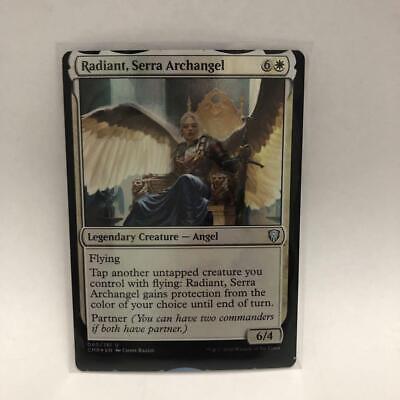 Radiant, Serra Archangel 6
Legendary Creature — Angel
Flying
Tap another untapped creature you
control with flying: Radiant, Serra
Archangel gains protection from the
color of your choice until end of turn.
Partner (You can have two commanders
if both have partner.)
6/4
U
CMR